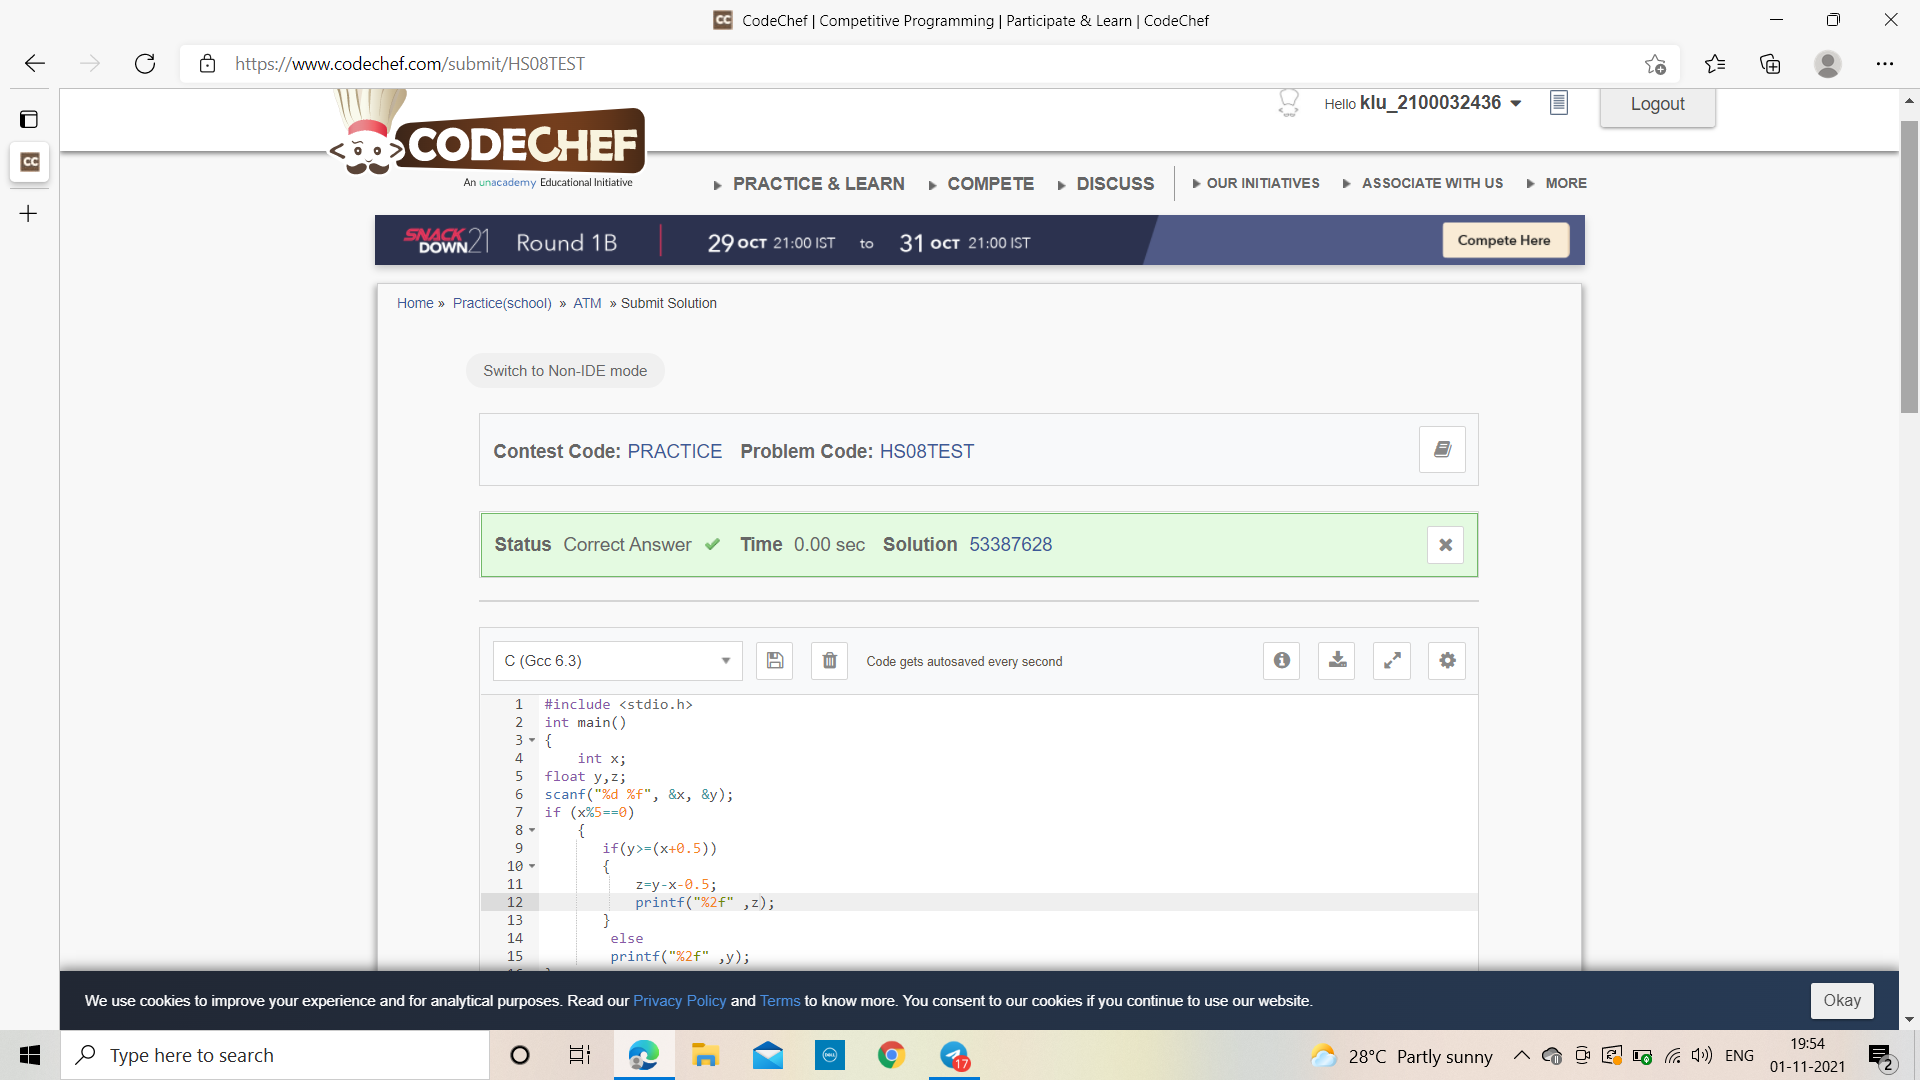 CodeChef | Competitive Programming | Participate & Learn | CodeChef
https://www.codechef.com/submit/HS08TEST
CC
Hello klu_2100032436
Logout
CODECHEF
An unacademy Educational Initiative
PRACTICE & LEARN COMPETE DISCUSS OUR INITIATIVES ASSOCIATE WITH US MORE
SNACK DOWN 21 Round 1B 29 OCT 21:00 IST to 31 OCT 21:00 IST Compete Here
Home » Practice(school) » ATM » Submit Solution
Switch to Non-IDE mode
Contest Code: PRACTICE Problem Code: HS08TEST
Status Correct Answer ✔ Time 0.00 sec Solution 53387628
C (Gcc 6.3) Code gets autosaved every second
1 #include <stdio.h>
2 int main()
3 {
4 int x;
5 float y,z;
6 scanf("%d %f", &x, &y);
7 if (x%5==0)
8 {
9 if(y>=(x+0.5))
10 {
11 z=y-x-0.5;
12 printf("%2f" ,z);
13 }
14 else
15 printf("%2f" ,y);
We use cookies to improve your experience and for analytical purposes. Read our Privacy Policy and Terms to know more. You consent to our cookies if you continue to use our website. Okay
Type here to search
DELL
17
28°C Partly sunny
ENG
19:54
01-11-2021
2